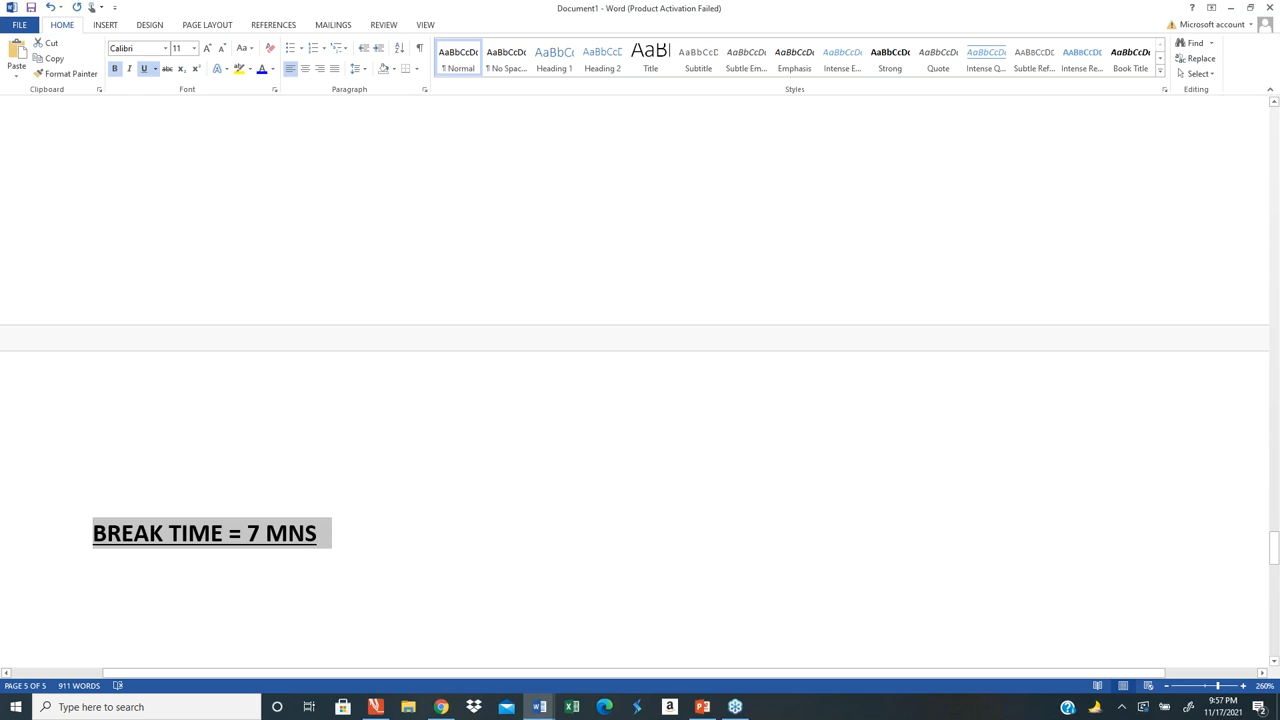 Document1 - Word (Product Activation Failed)
FILE HOME INSERT DESIGN PAGE LAYOUT REFERENCES MAILINGS REVIEW VIEW Microsoft account
Paste Cut Copy Format Painter
Clipboard
Calibri 11
Font
Paragraph
AaBbCcDc AaBbCcDc AaBbCc AaBbCcD AaBl AaBbCcD AaBbCcDc AaBbCcDc AaBbCcDc AaBbCcDc AaBbCcDc AaBbCcDc AaBbCcDD AaBbCcDc AaBbCcDc
¶ Normal ¶ No Spac... Heading 1 Heading 2 Title Subtitle Subtle Em... Emphasis Intense E... Strong Quote Intense Q... Subtle Ref... Intense Re... Book Title
Styles
Find
Replace
Select
Editing
BREAK TIME = 7 MNS
PAGE 5 OF 5 911 WORDS 260%
Type here to search
9:57 PM
11/17/2021